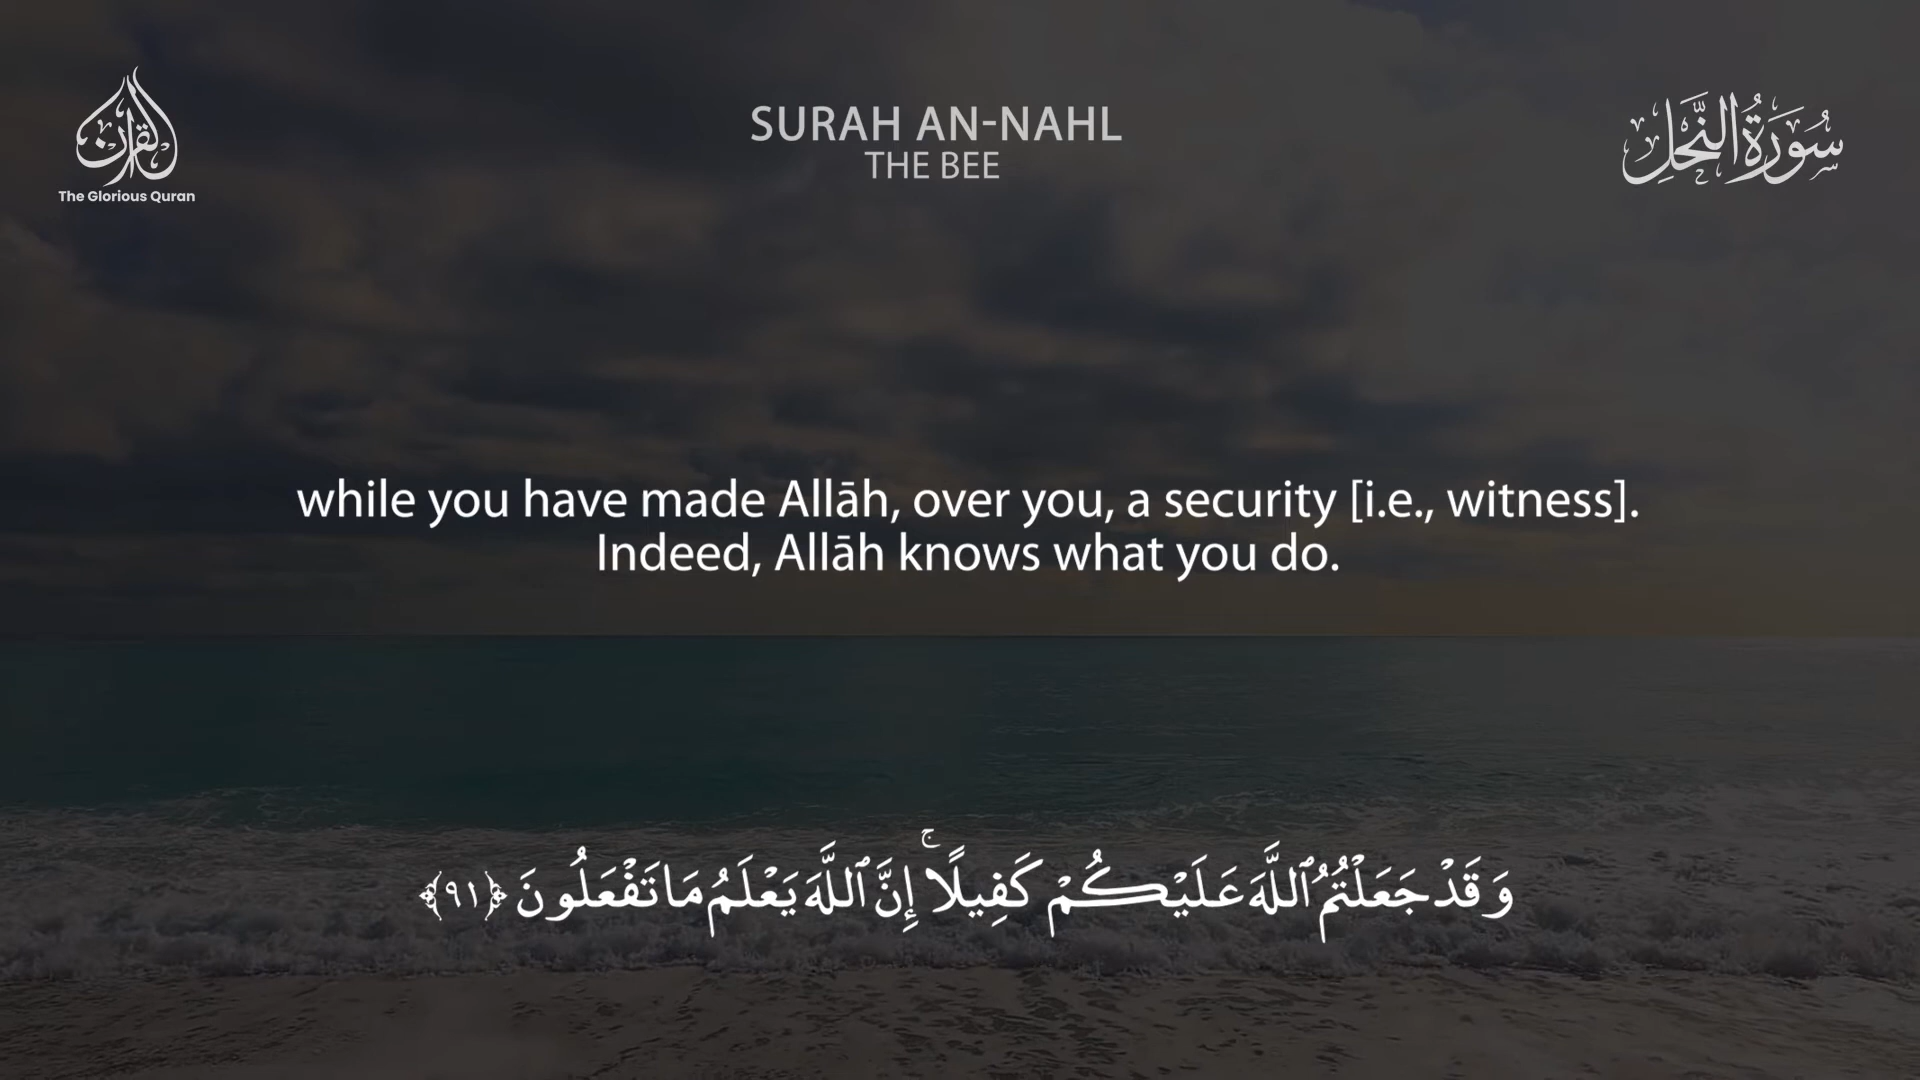 القرآن
The Glorious Quran
SURAH AN-NAHL
THE BEE
سُورَةُ النَّحْلِ
while you have made Allāh, over you, a security [i.e., witness].
Indeed, Allāh knows what you do.
وَقَدْ جَعَلْتُمُ ٱللَّهَ عَلَيْكُمْ كَفِيلًا ۚ إِنَّ ٱللَّهَ يَعْلَمُ مَا تَفْعَلُونَ ﴿٩١﴾